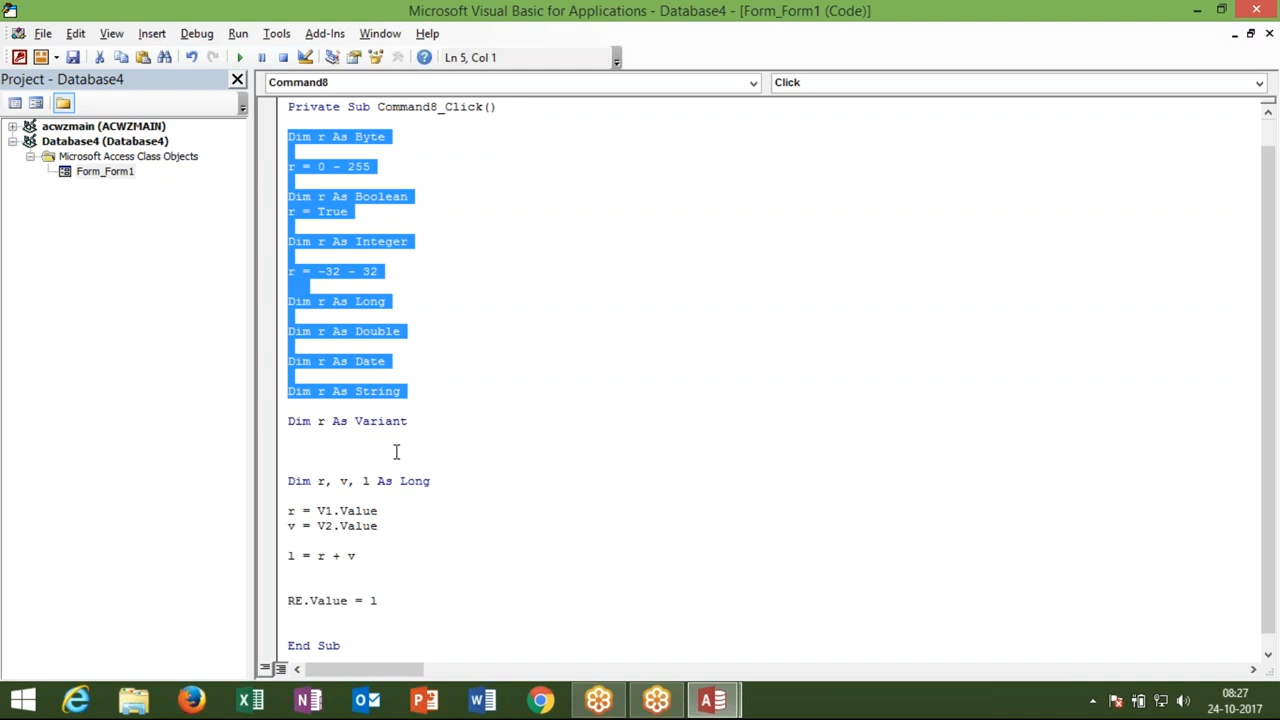 Microsoft Visual Basic for Applications - Database4 - [Form_Form1 (Code)]
File Edit View Insert Debug Run Tools Add-Ins Window Help
Ln 5, Col 1
Project - Database4
Command8 Click
acwzmain (ACWZMAIN)
Database4 (Database4)
Microsoft Access Class Objects
Form_Form1
Private Sub Command8_Click()
Dim r As Byte
r = 0 - 255
Dim r As Boolean
r = True
Dim r As Integer
r = -32 - 32
Dim r As Long
Dim r As Double
Dim r As Date
Dim r As String
Dim r As Variant
Dim r, v, l As Long
r = V1.Value
v = V2.Value
l = r + v
RE.Value = l
End Sub
08:27
24-10-2017